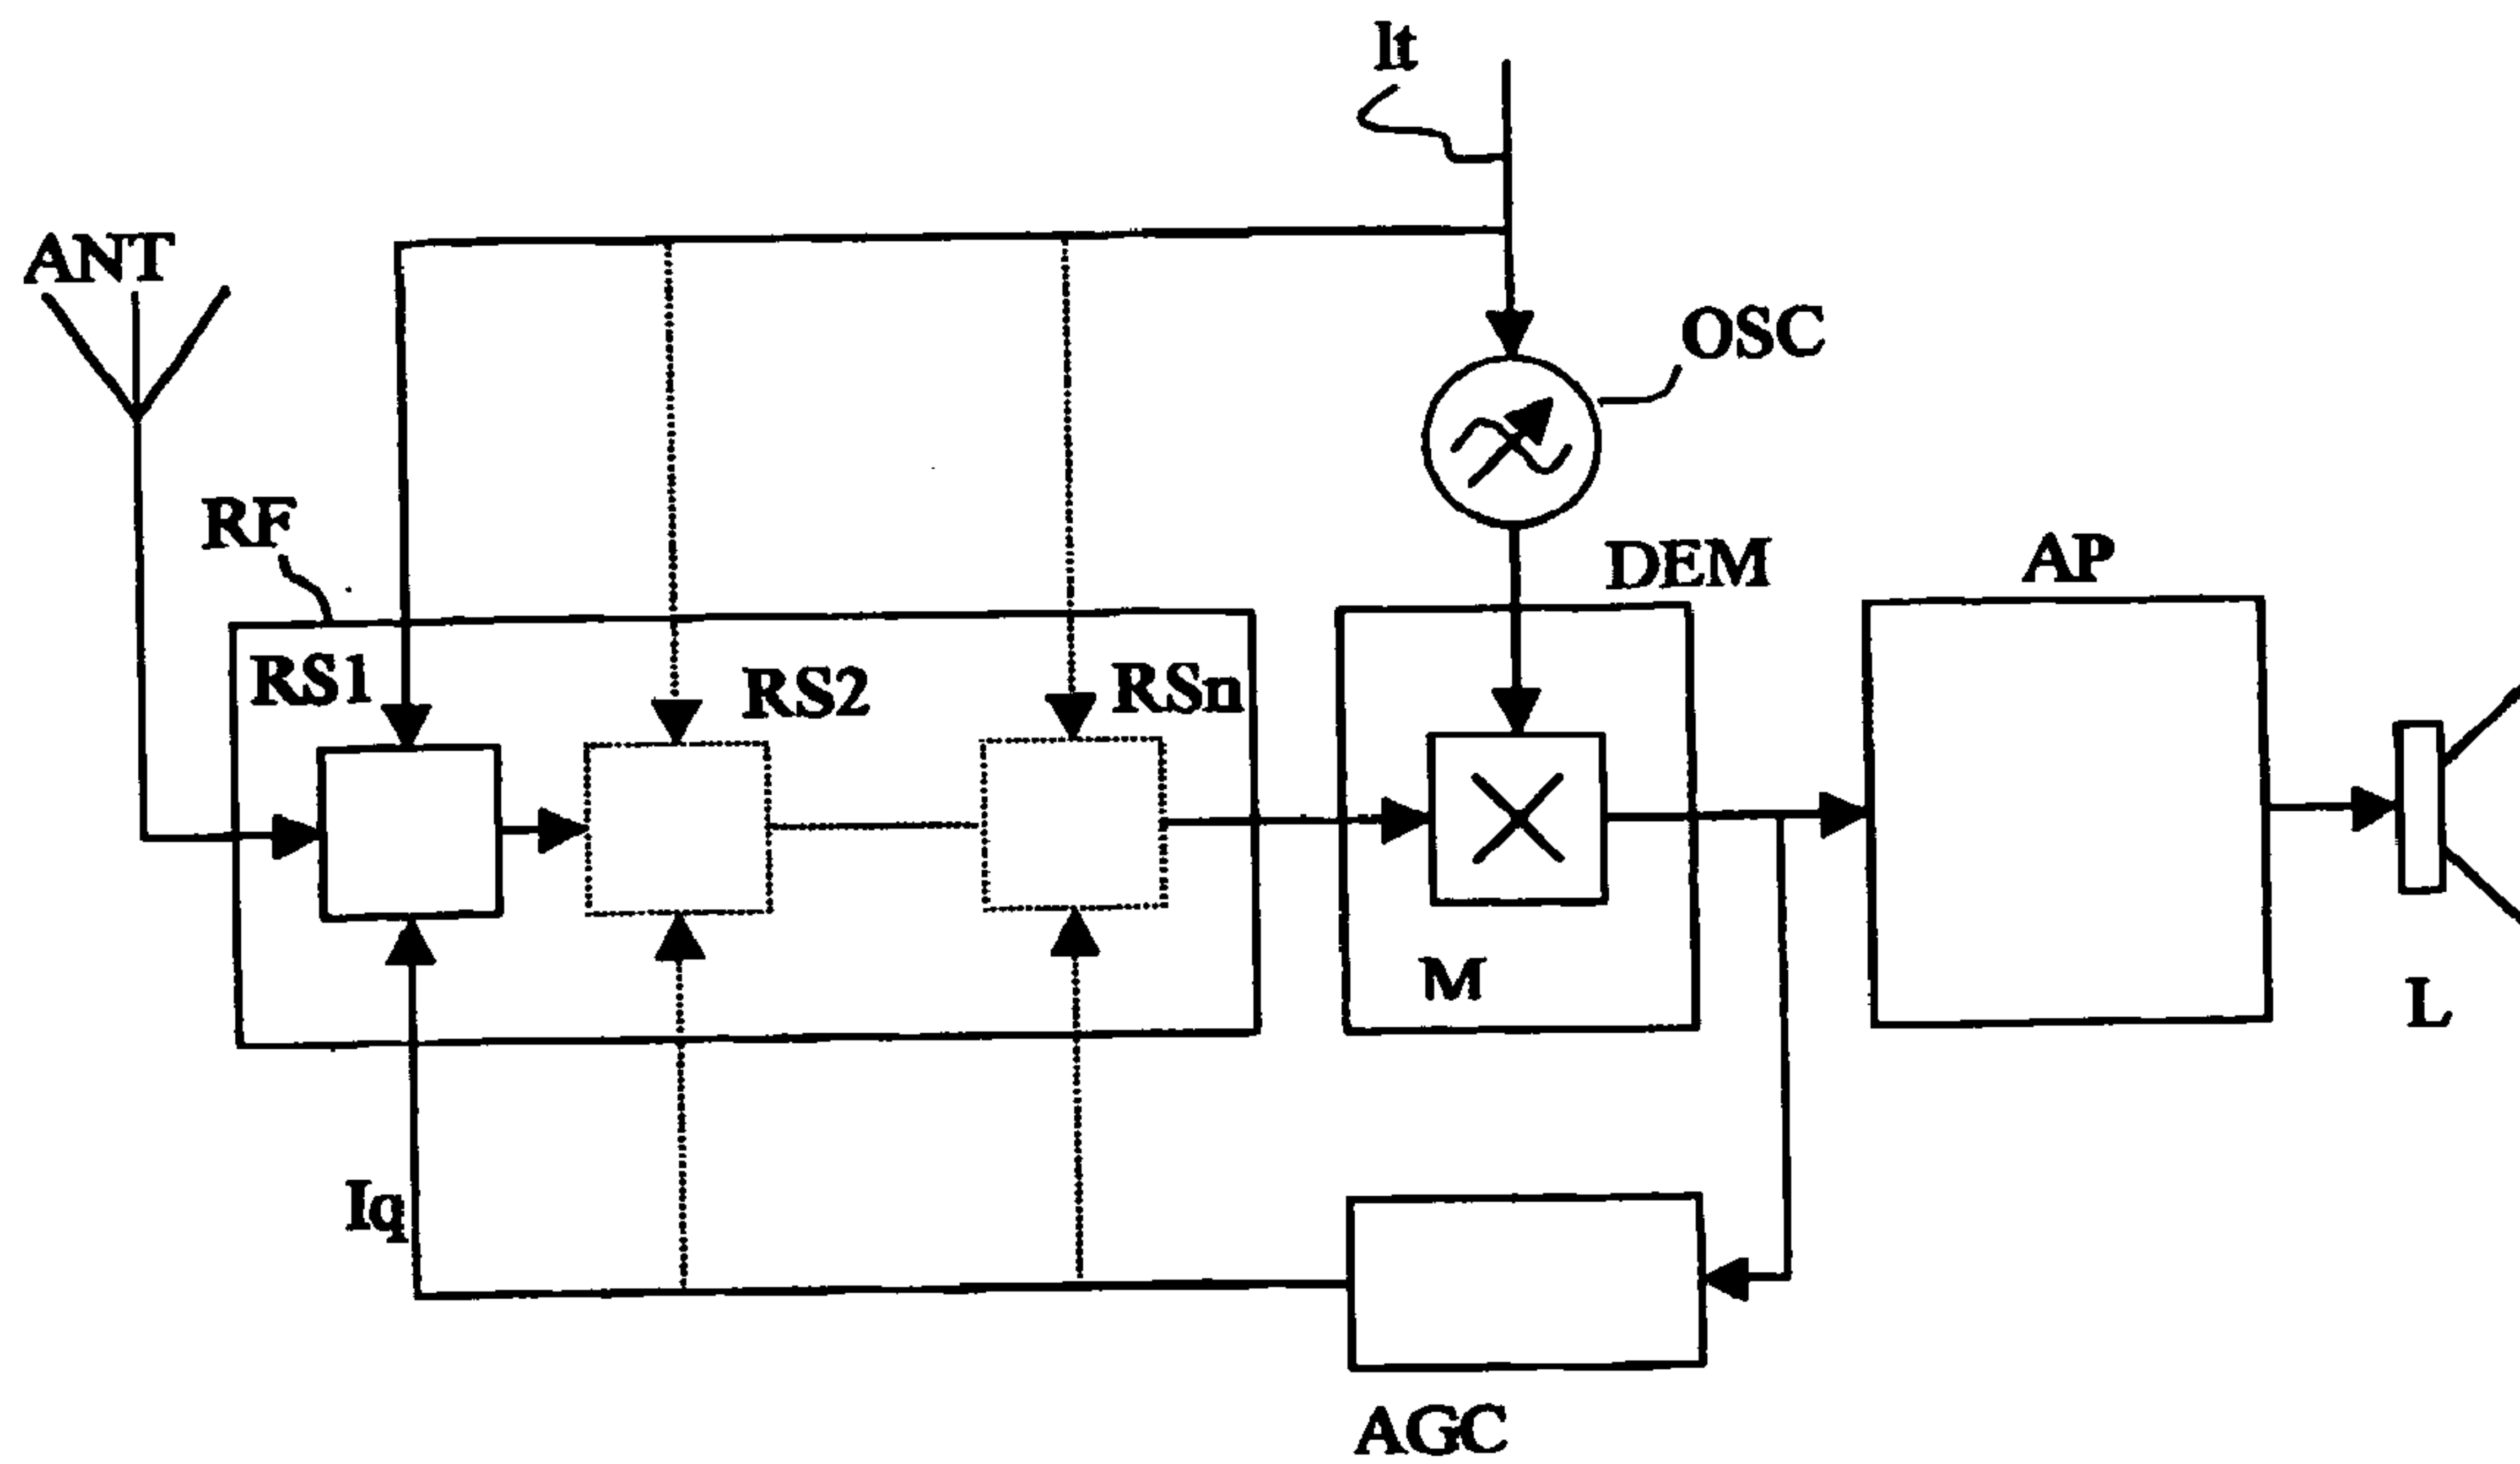 It
ANT
OSC
RF
DEM
AP
RS1
RS2
RSn
M
L
Iq
AGC